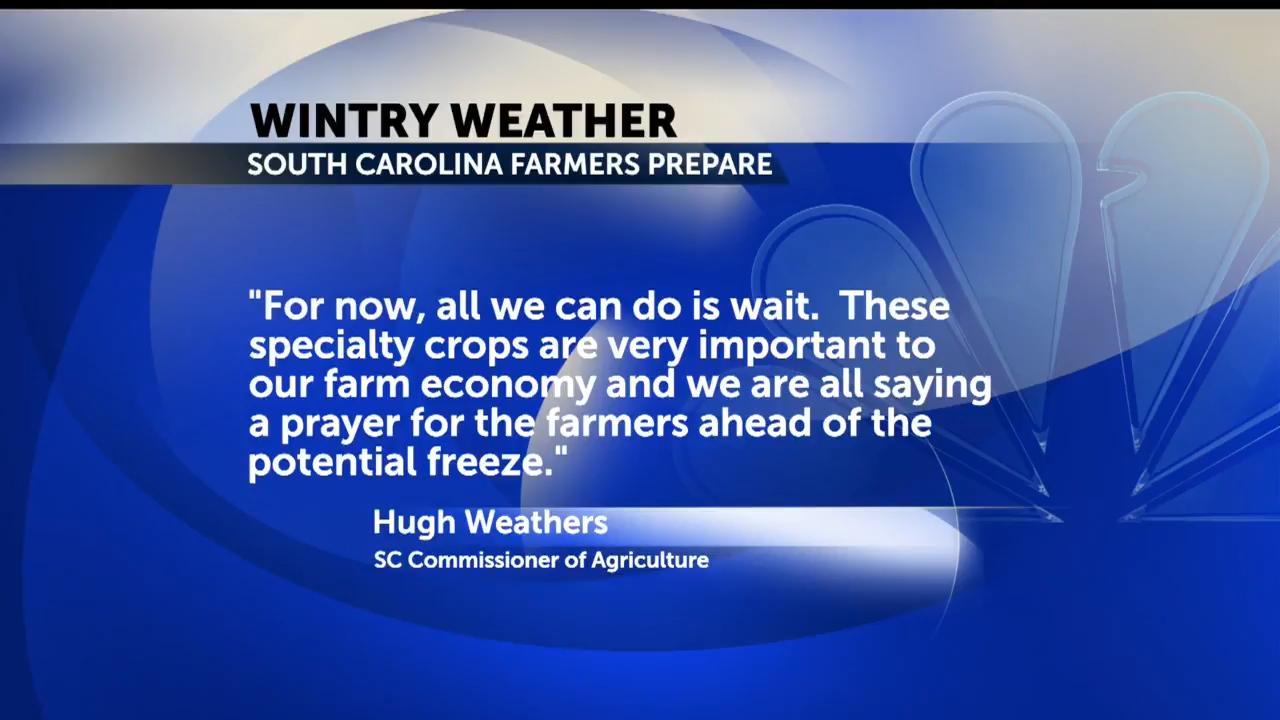 WINTRY WEATHER
SOUTH CAROLINA FARMERS PREPARE
"For now, all we can do is wait.  These
specialty crops are very important to
our farm economy and we are all saying
a prayer for the farmers ahead of the
potential freeze."
Hugh Weathers
SC Commissioner of Agriculture